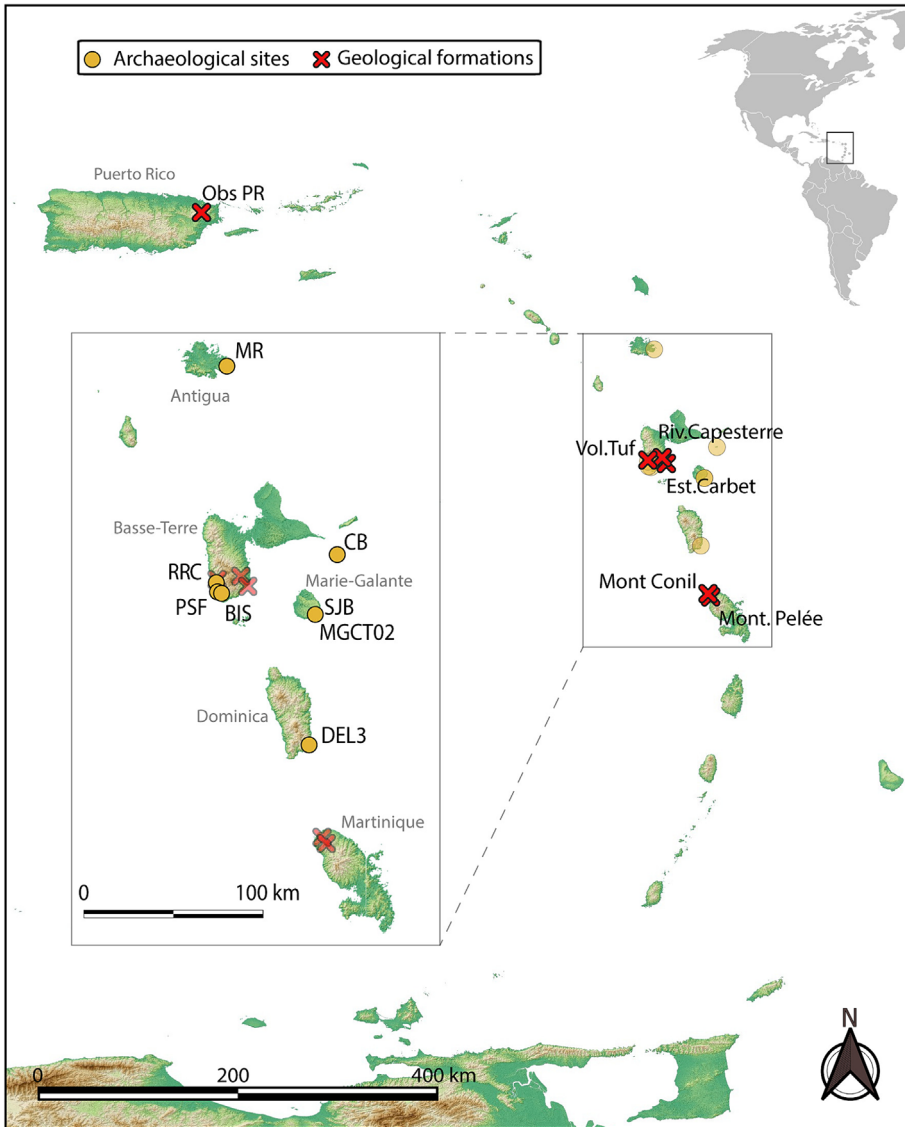 Archaeological sites
Geological formations
Puerto Rico
Obs PR
MR
Antigua
Riv.Capesterre
Vol.Tuf
Est.Carbet
Basse-Terre
CB
RRC
Marie-Galante
PSF
BJS
SJB
MGCT02
Mont Conil
Mont. Pelée
Dominica
DEL3
Martinique
0 100 km
N
0 200 400 km